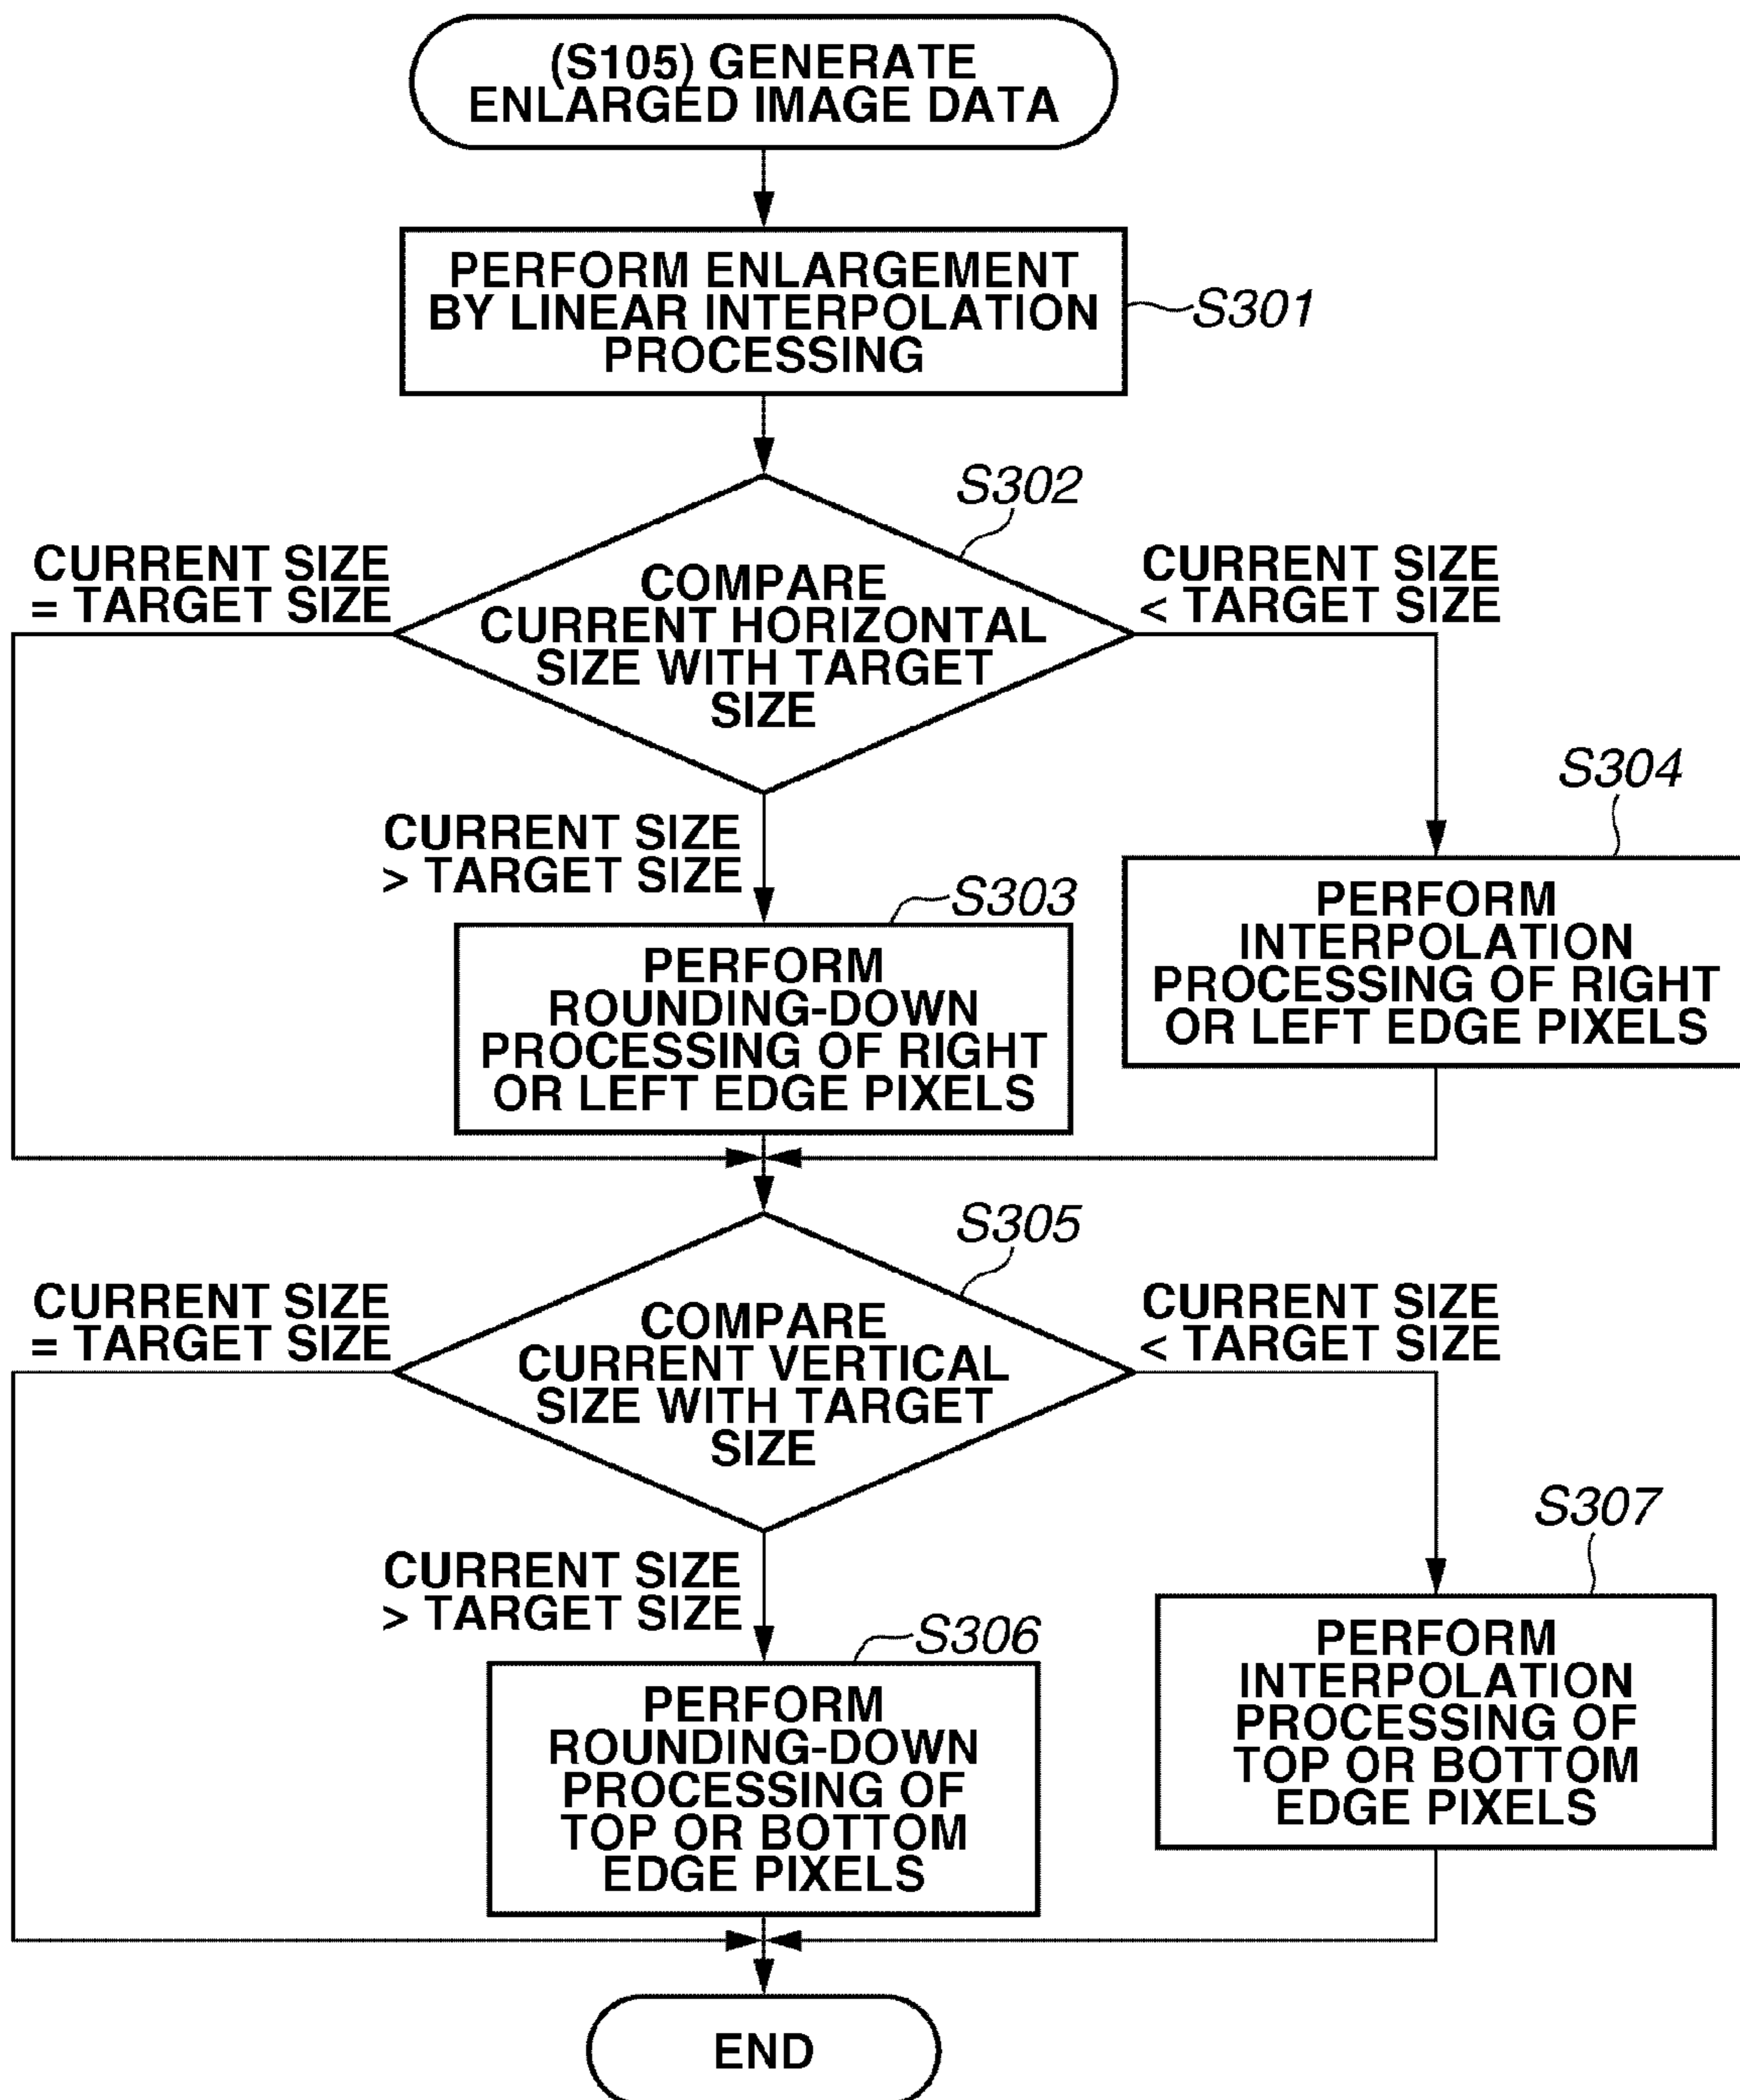 (S105) GENERATE
ENLARGED IMAGE DATA
PERFORM ENLARGEMENT
BY LINEAR INTERPOLATION
PROCESSING
S301
S302
CURRENT SIZE
= TARGET SIZE
COMPARE
CURRENT HORIZONTAL
SIZE WITH TARGET
SIZE
CURRENT SIZE
< TARGET SIZE
CURRENT SIZE
> TARGET SIZE
S303
PERFORM
ROUNDING-DOWN
PROCESSING OF RIGHT
OR LEFT EDGE PIXELS
S304
PERFORM
INTERPOLATION
PROCESSING OF RIGHT
OR LEFT EDGE PIXELS
S305
CURRENT SIZE
= TARGET SIZE
COMPARE
CURRENT VERTICAL
SIZE WITH TARGET
SIZE
CURRENT SIZE
< TARGET SIZE
CURRENT SIZE
> TARGET SIZE
S306
PERFORM
ROUNDING-DOWN
PROCESSING OF
TOP OR BOTTOM
EDGE PIXELS
S307
PERFORM
INTERPOLATION
PROCESSING OF
TOP OR BOTTOM
EDGE PIXELS
END